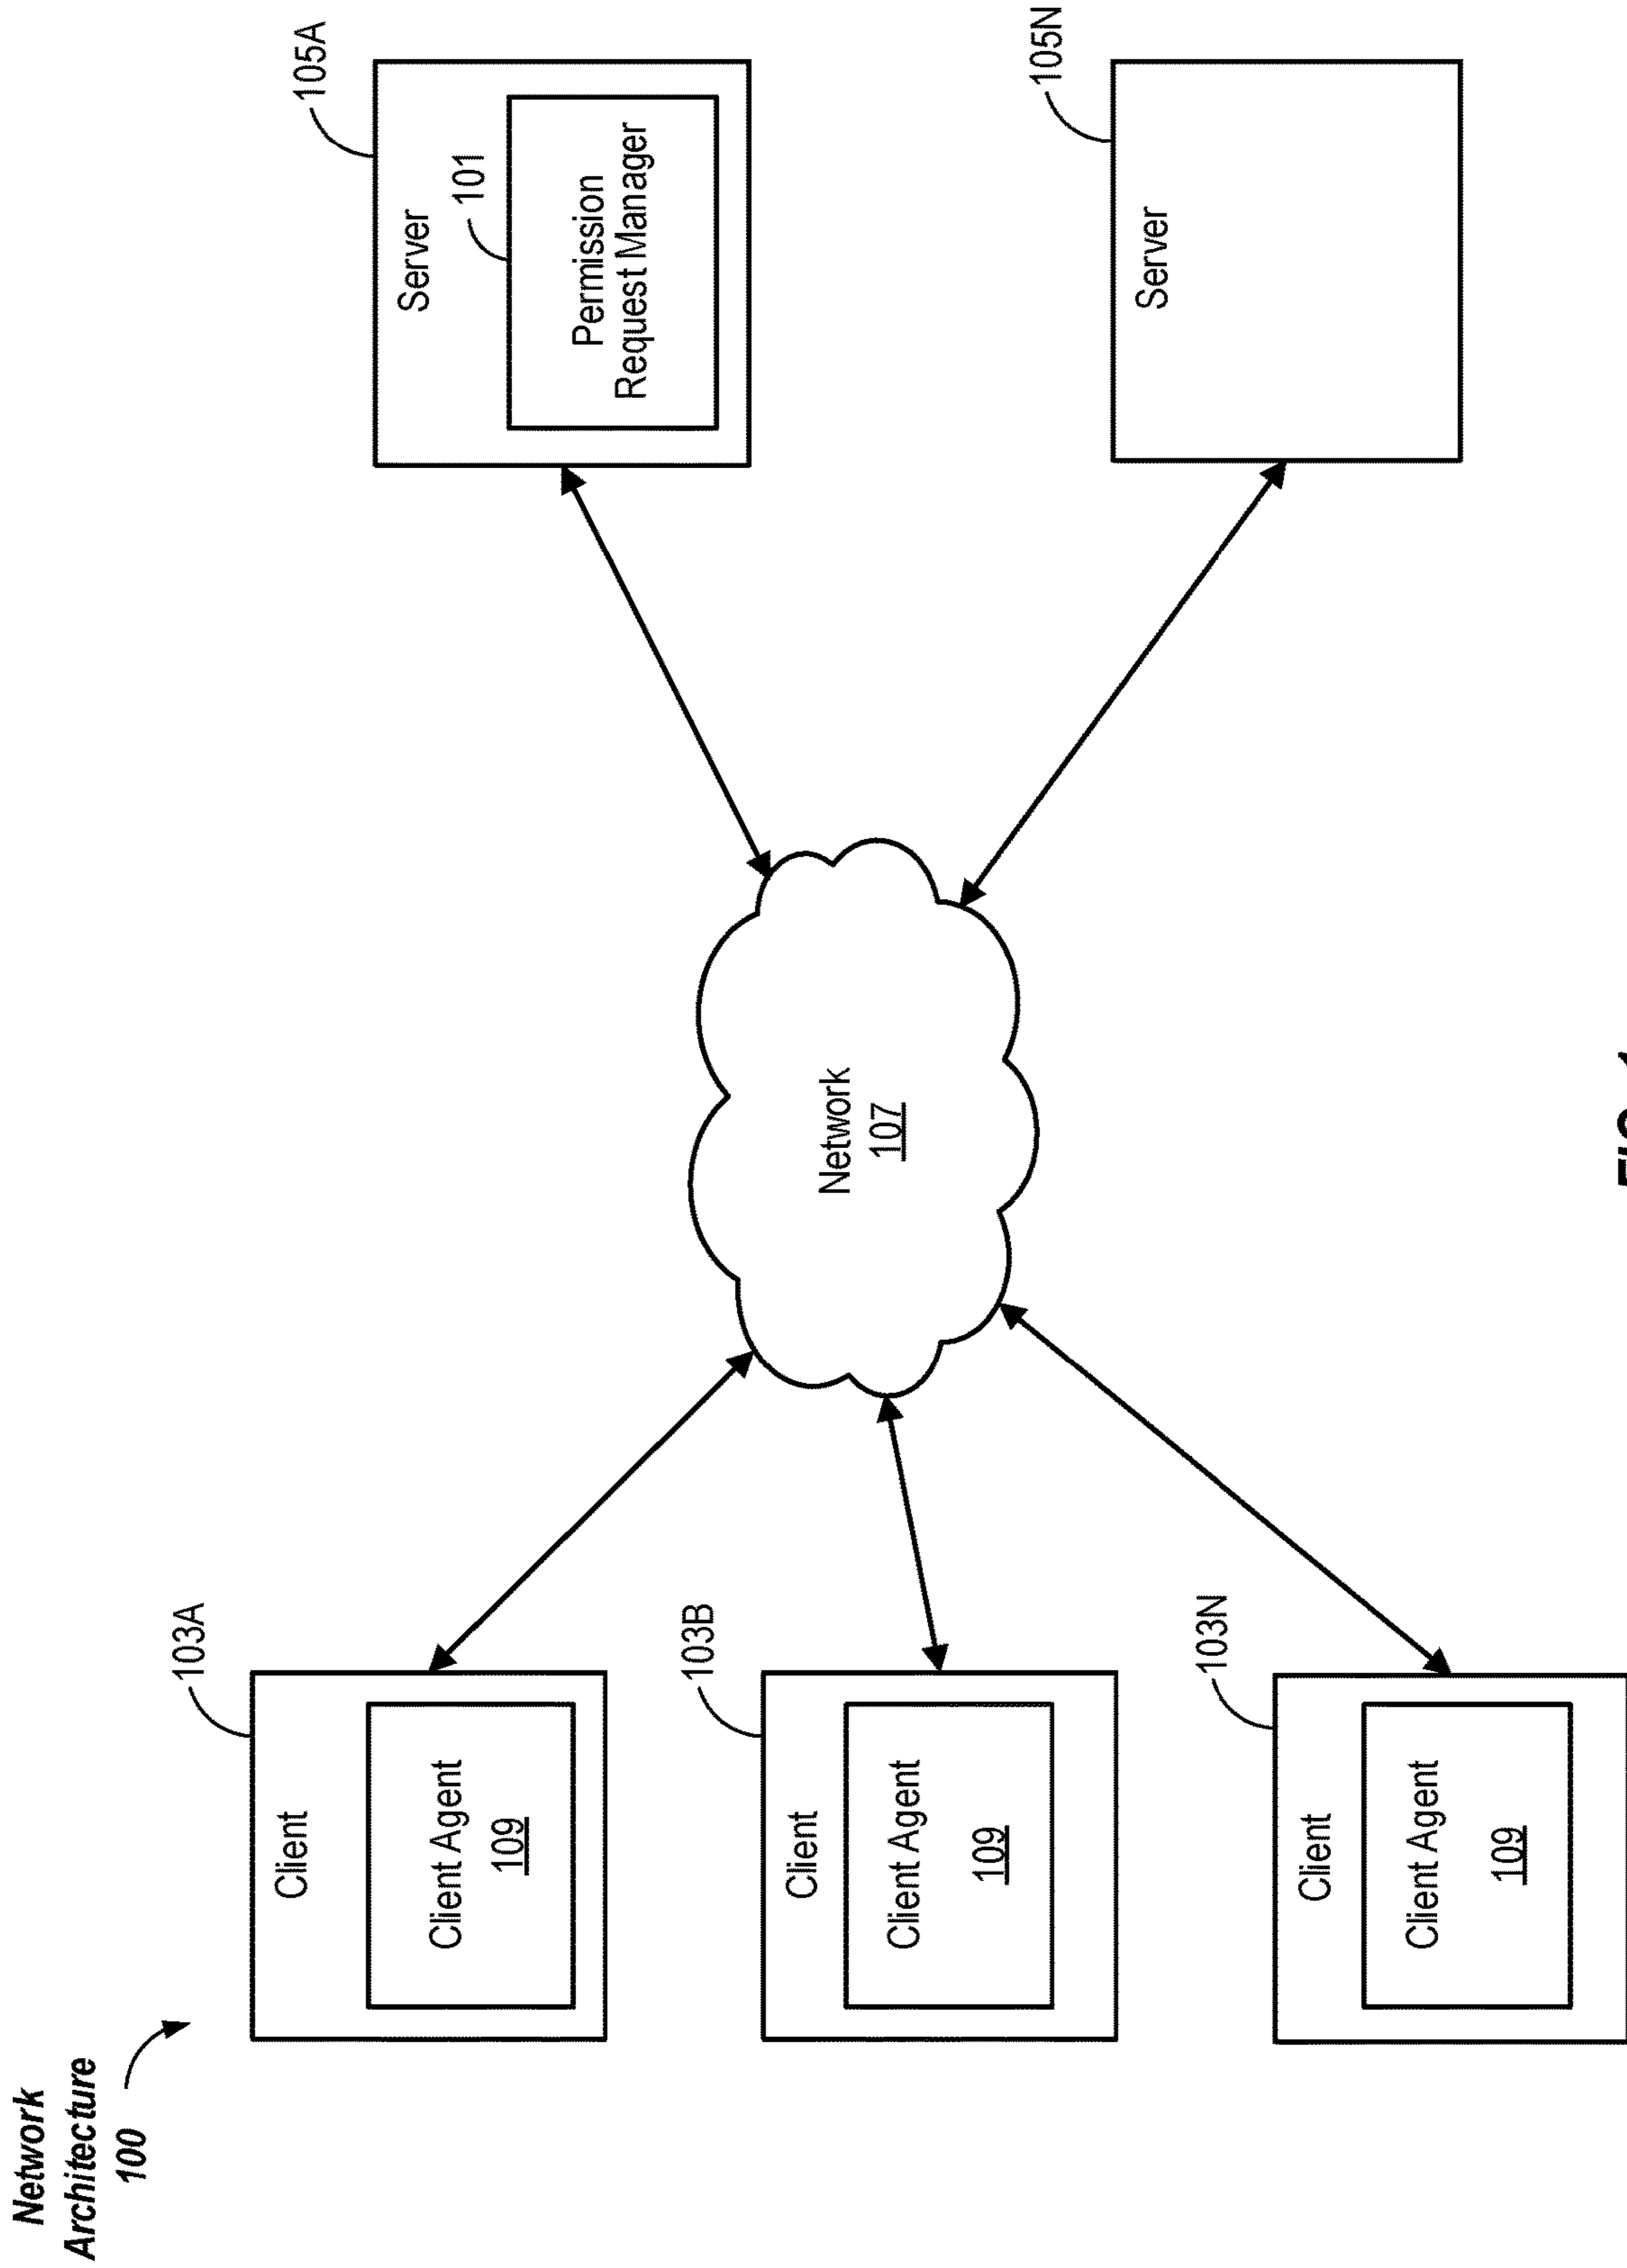 Network
Architecture
100
103A
Client
Client Agent
109
103B
Client
Client Agent
109
103N
Client
Client Agent
109
Network
107
105A
Server
101
Permission
Request Manager
105N
Server